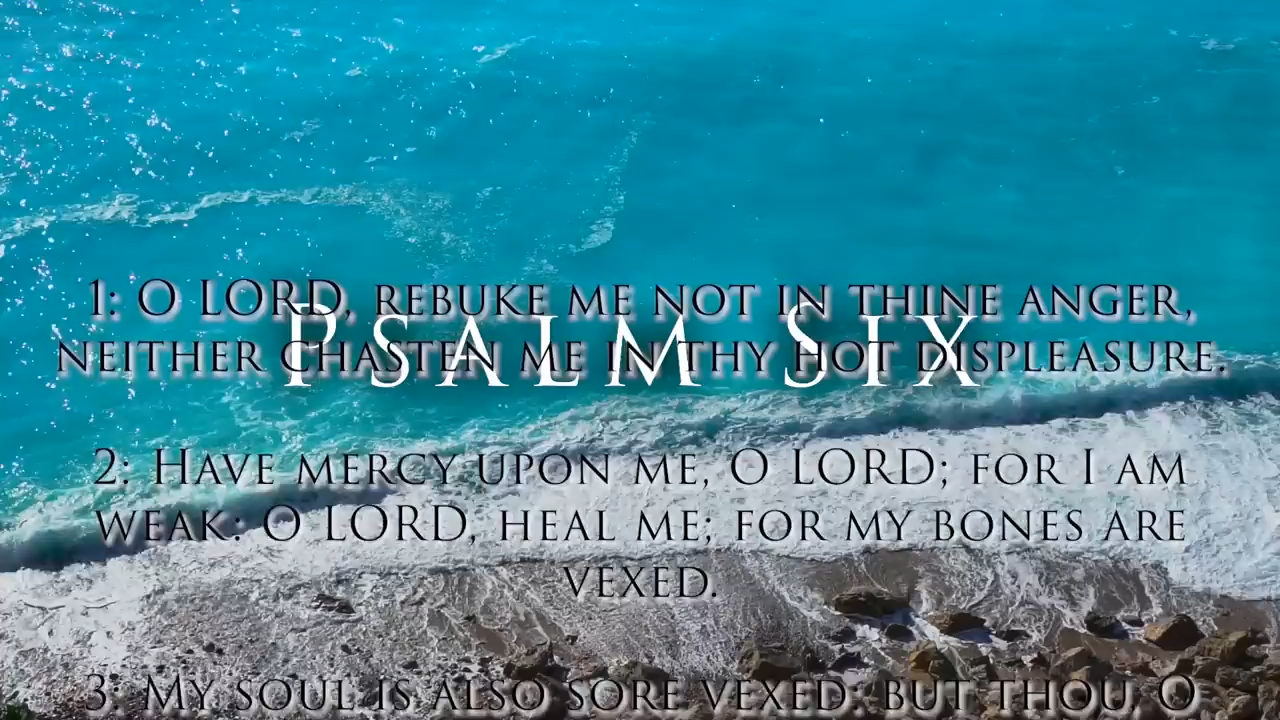 1: O LORD, REBUKE ME NOT IN THINE ANGER,
PSALM SIX
NEITHER CHASTEN ME IN THY HOT DISPLEASURE.
2: HAVE MERCY UPON ME, O LORD; FOR I AM
WEAK: O LORD, HEAL ME; FOR MY BONES ARE
VEXED.
3: MY SOUL IS ALSO SORE VEXED: BUT THOU, O